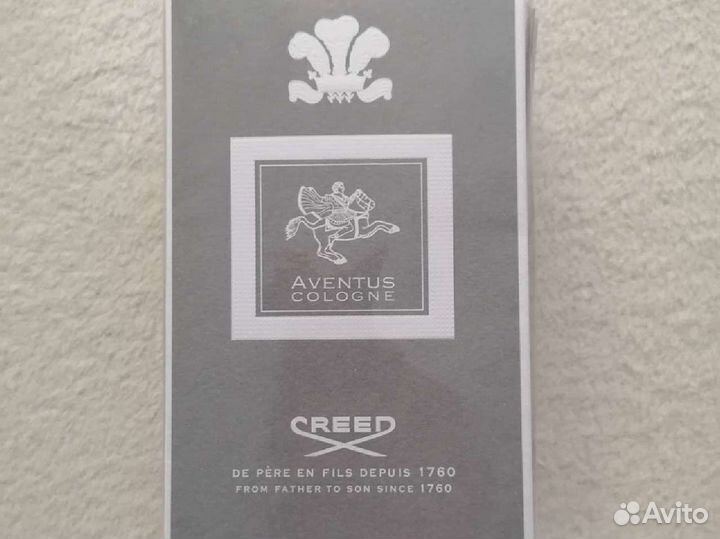 AVENTUS
COLOGNE
CREED
DE PÈRE EN FILS DEPUIS 1760
FROM FATHER TO SON SINCE 1760
Avito